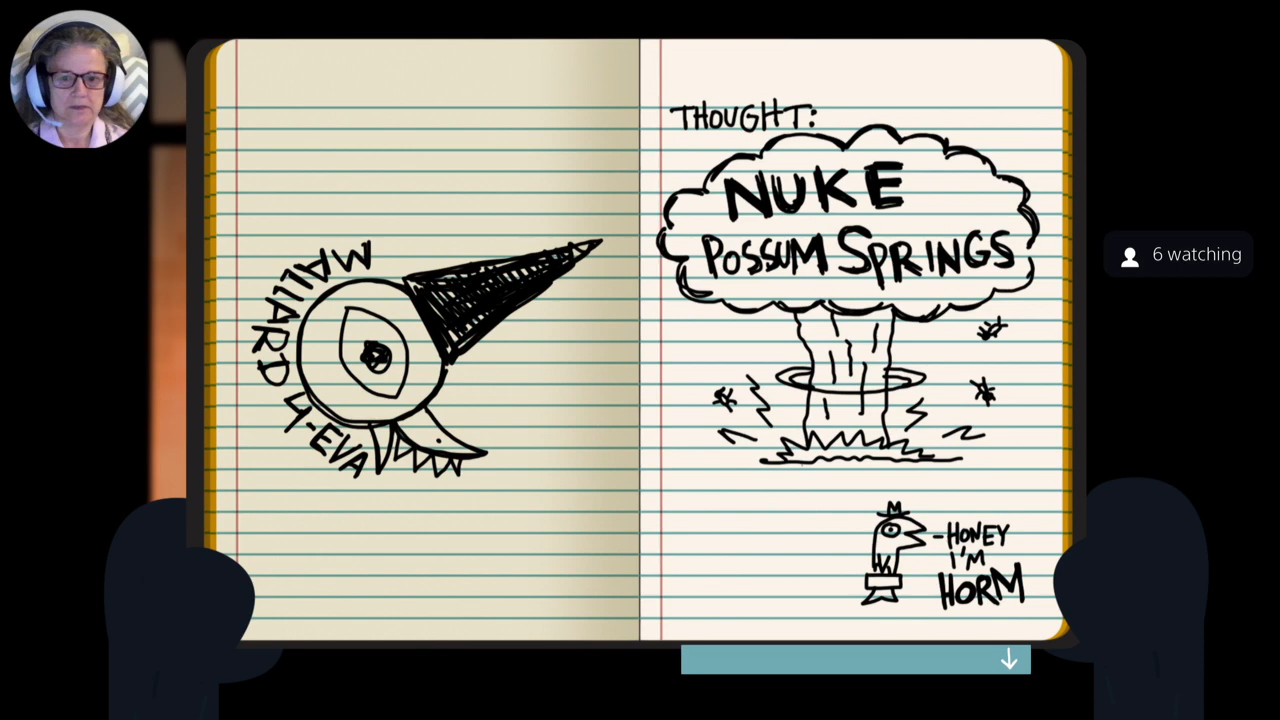 MALLARD 4-EVA
THOUGHT:
NUKE
POSSUM SPRINGS
-HONEY
I'M
HORM
6 watching